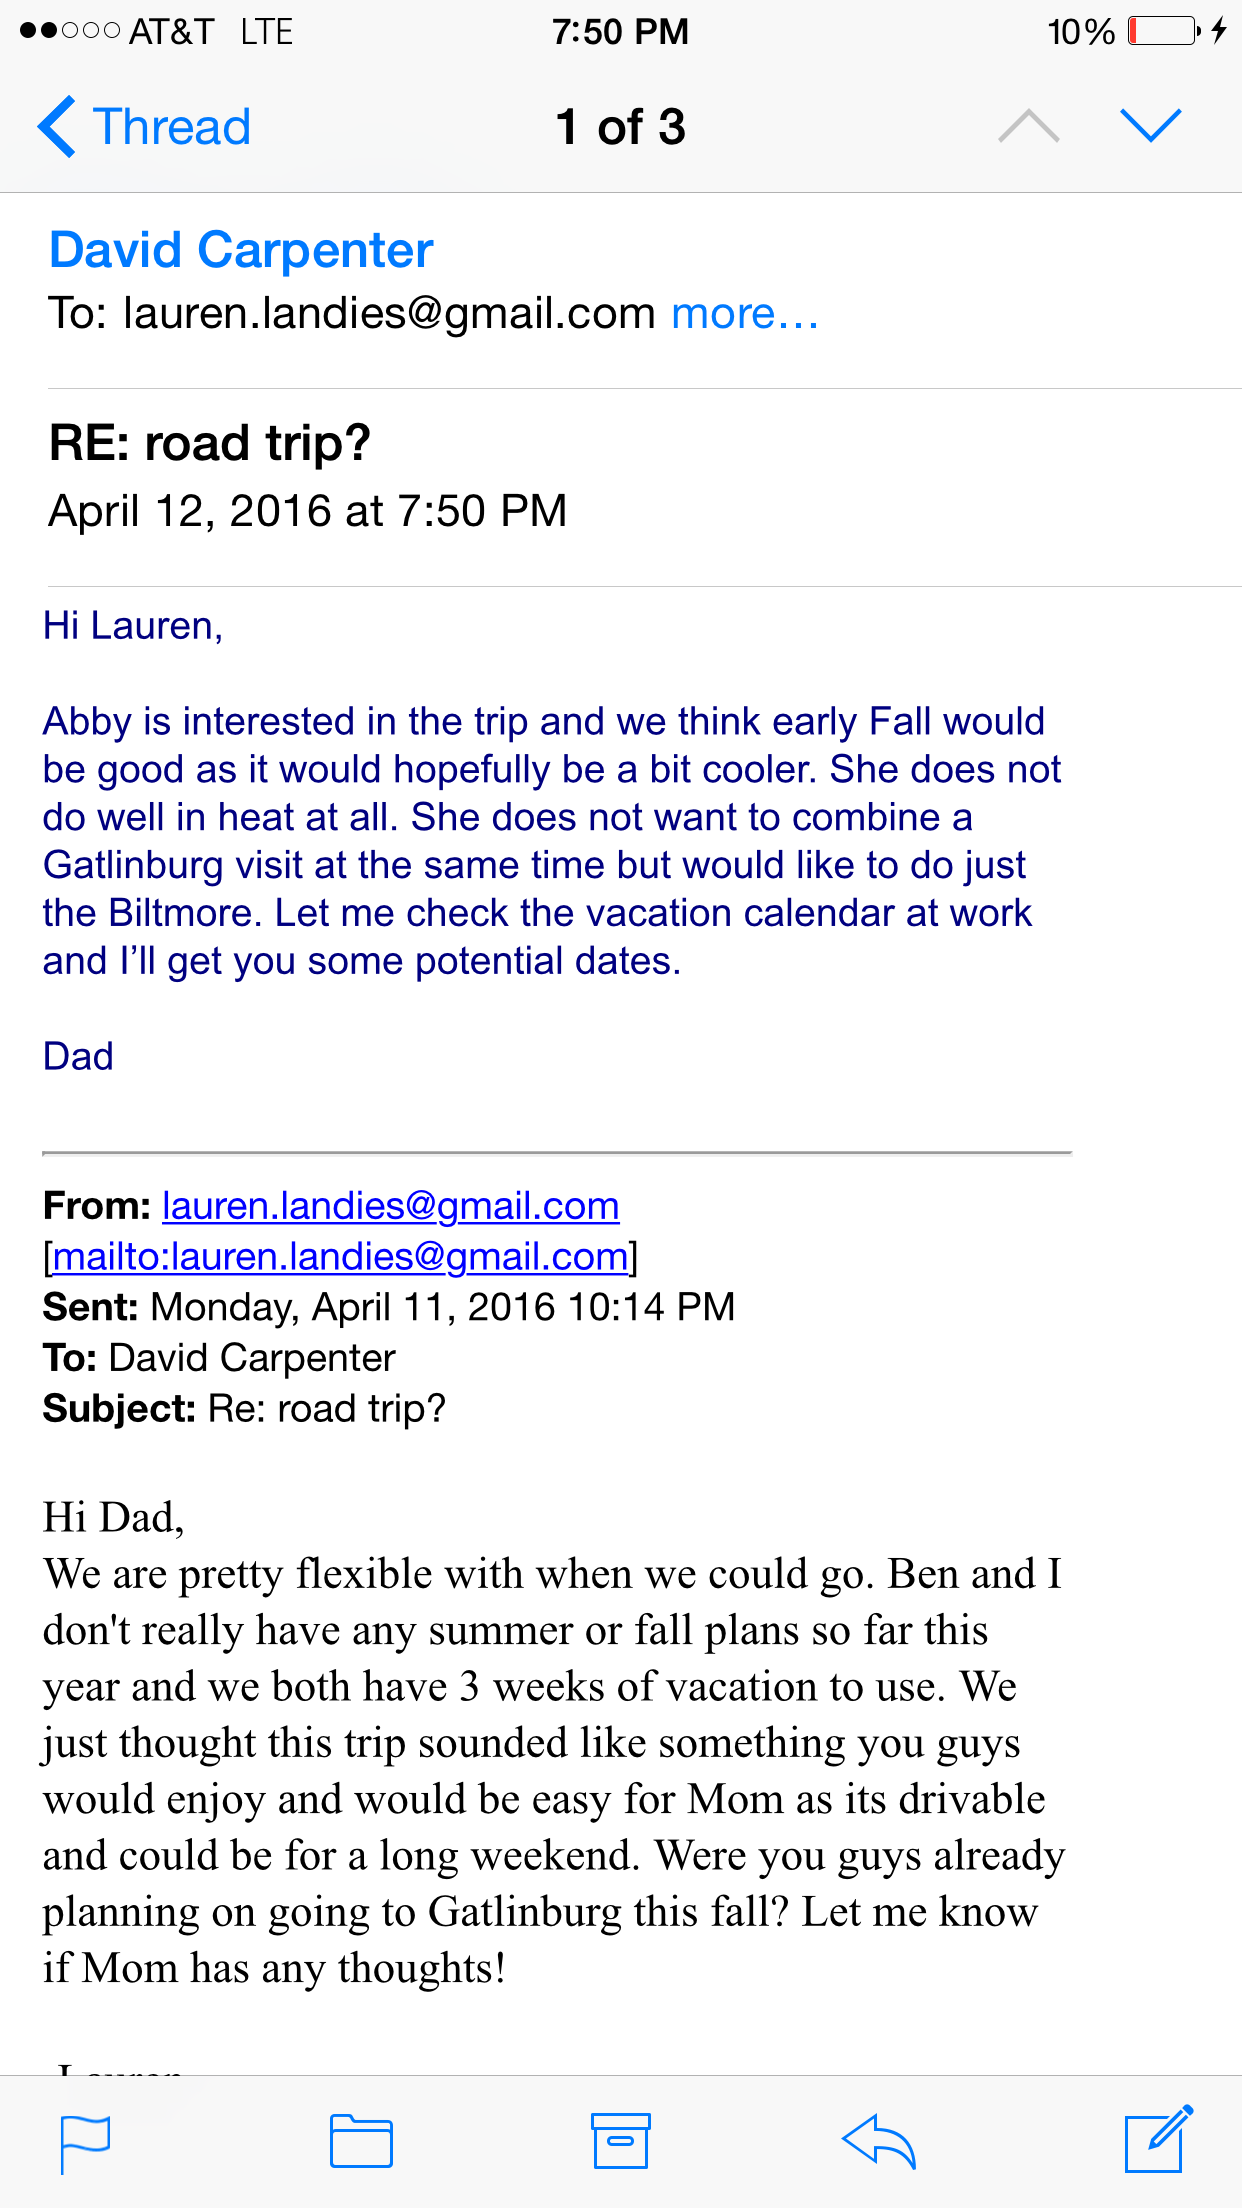 AT&T LTE 7:50 PM 10%
Thread 1 of 3
David Carpenter
To: lauren.landies@gmail.com more...
RE: road trip?
April 12, 2016 at 7:50 PM
Hi Lauren,
Abby is interested in the trip and we think early Fall would
be good as it would hopefully be a bit cooler. She does not
do well in heat at all. She does not want to combine a
Gatlinburg visit at the same time but would like to do just
the Biltmore. Let me check the vacation calendar at work
and I’ll get you some potential dates.
Dad
From: lauren.landies@gmail.com
[mailto:lauren.landies@gmail.com]
Sent: Monday, April 11, 2016 10:14 PM
To: David Carpenter
Subject: Re: road trip?
Hi Dad,
We are pretty flexible with when we could go. Ben and I
don't really have any summer or fall plans so far this
year and we both have 3 weeks of vacation to use. We
just thought this trip sounded like something you guys
would enjoy and would be easy for Mom as its drivable
and could be for a long weekend. Were you guys already
planning on going to Gatlinburg this fall? Let me know
if Mom has any thoughts!
Lauren